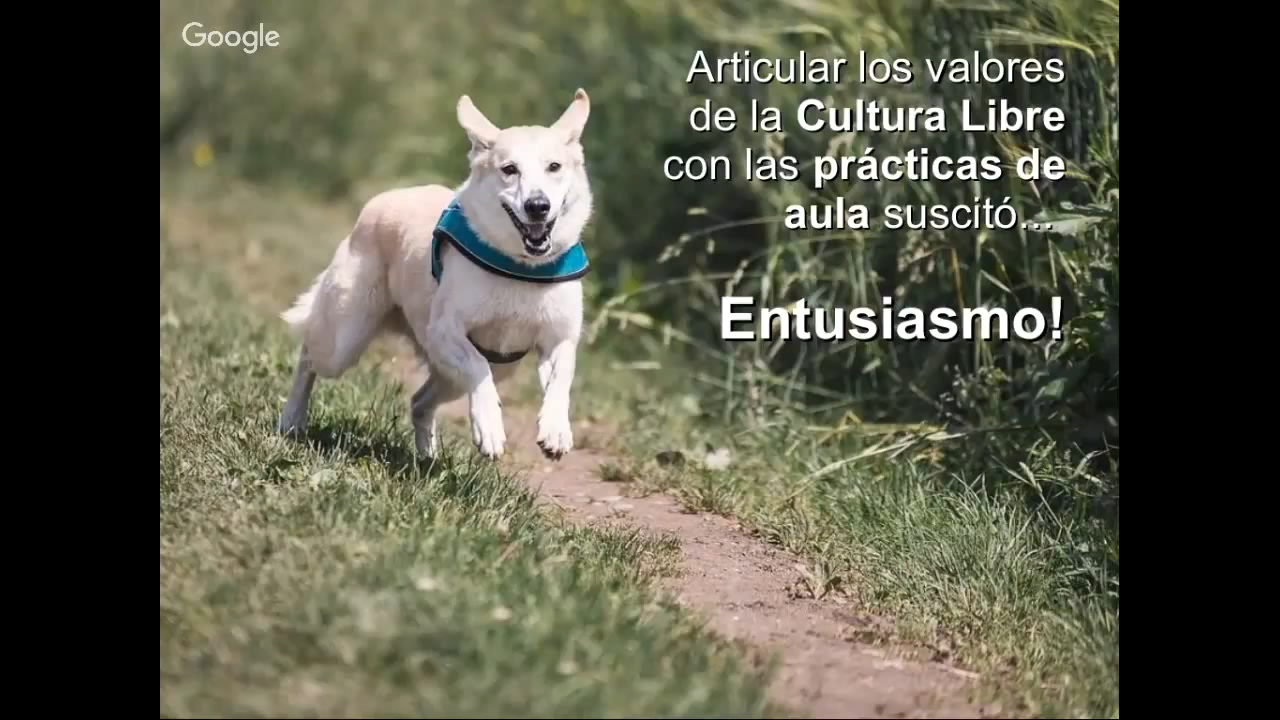 Google
Articular los valores
de la Cultura Libre
con las prácticas de
aula suscitó...
Entusiasmo!